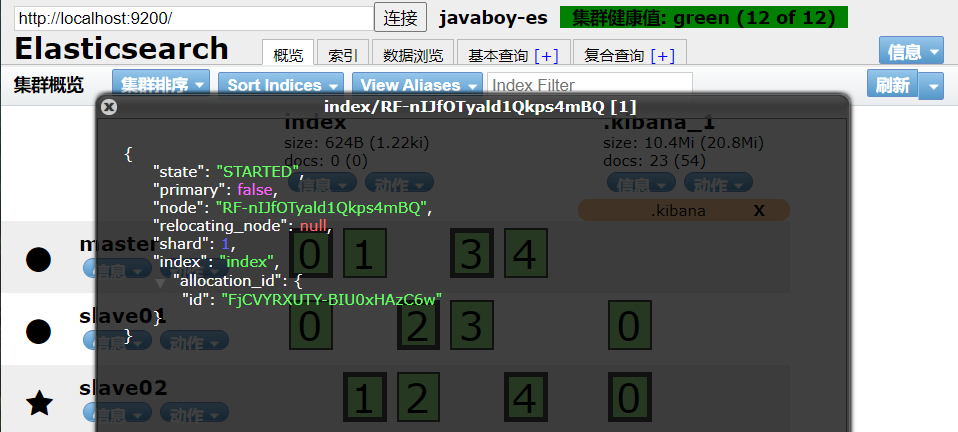 http://localhost:9200/ 连接 javaboy-es 集群健康值: green (12 of 12)
Elasticsearch 概览 索引 数据浏览 基本查询 [+] 复合查询 [+] 信息
集群概览 集群排序 Sort Indices View Aliases Index Filter 刷新
index/RF-nIJfOTyald1Qkps4mBQ [1]
index .kibana_1
size: 624B (1.22ki) size: 10.4Mi (20.8Mi)
docs: 0 (0) docs: 23 (54)
信息 动作 信息 动作
.kibana X
{
"state": "STARTED",
"primary": false,
"node": "RF-nIJfOTyald1Qkps4mBQ",
"relocating_node": null,
"shard": 1,
"index": "index",
"allocation_id": {
"id": "FjCVYRXUTY-BIU0xHAzC6w"
}
}
master 0 1 3 4
信息 动作
slave01 0 2 3 0
信息 动作
slave02 1 2 4 0
信息 动作